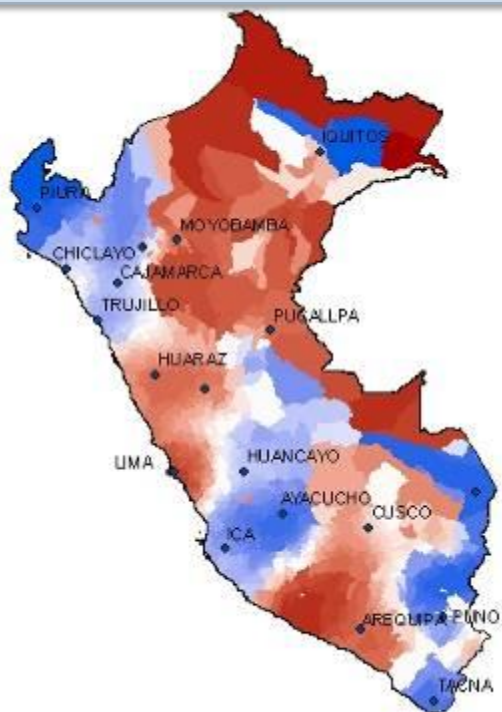 IQUITOS
PIURA
MOYOBAMBA
CHICLAYO
CAJAMARCA
TRUJILLO
PUCALLPA
HUARAZ
LIMA
HUANCAYO
AYACUCHO
CUSCO
ICA
AREQUIPA
PUNO
TACNA